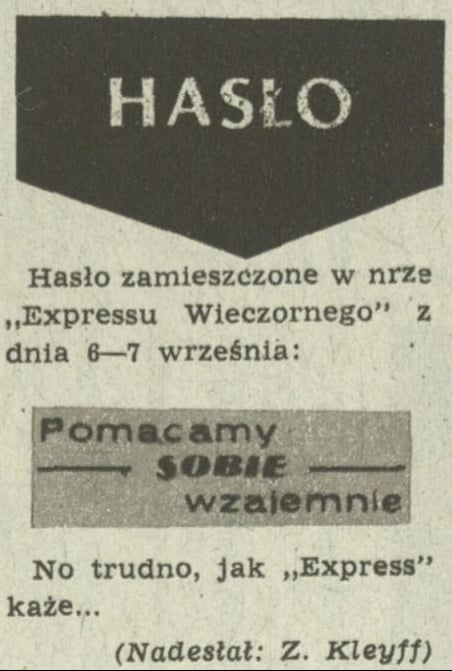 HASŁO
Hasło zamieszczone w nrze
„Expressu Wieczornego” z
dnia 6—7 września:
Pomacamy
SOBIE
wzajemnie
No trudno, jak „Express”
każe...
(Nadesłał: Z. Kleyff)